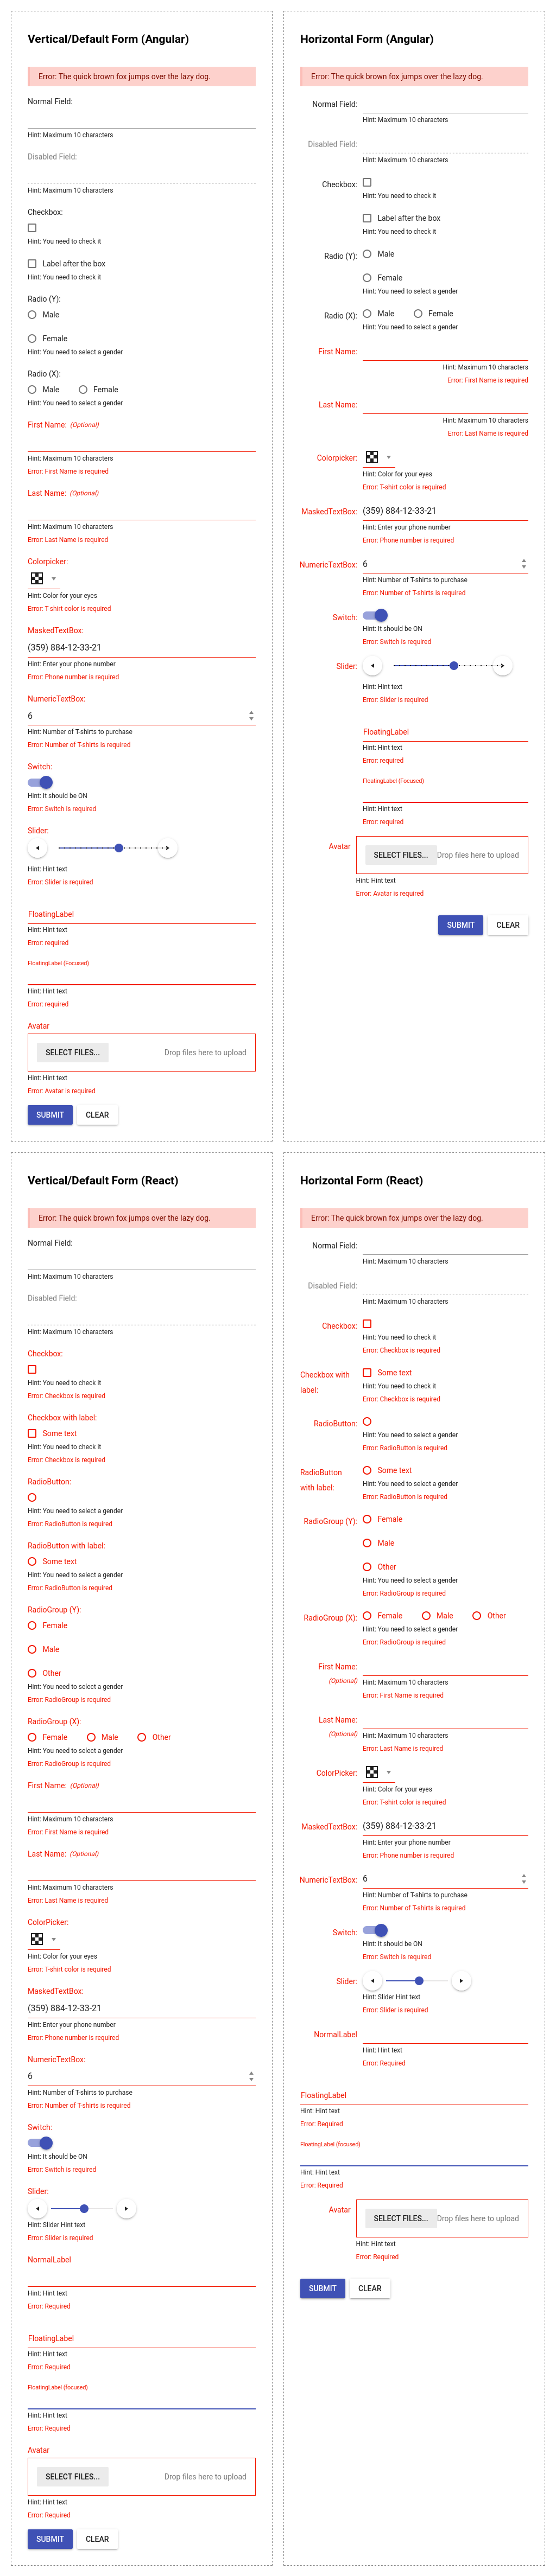 Vertical/Default Form (Angular)
Error: The quick brown fox jumps over the lazy dog.
Normal Field:
Hint: Maximum 10 characters
Disabled Field:
Hint: Maximum 10 characters
Checkbox:
Hint: You need to check it
Label after the box
Hint: You need to check it
Radio (Y):
Male
Female
Hint: You need to select a gender
Radio (X):
Male Female
Hint: You need to select a gender
First Name: (Optional)
Hint: Maximum 10 characters
Error: First Name is required
Last Name: (Optional)
Hint: Maximum 10 characters
Error: Last Name is required
Colorpicker:
Hint: Color for your eyes
Error: T-shirt color is required
MaskedTextBox:
(359) 884-12-33-21
Hint: Enter your phone number
Error: Phone number is required
NumericTextBox:
6
Hint: Number of T-shirts to purchase
Error: Number of T-shirts is required
Switch:
Hint: It should be ON
Error: Switch is required
Slider:
Hint: Hint text
Error: Slider is required
FloatingLabel
Hint: Hint text
Error: required
FloatingLabel (Focused)
Hint: Hint text
Error: required
Avatar
SELECT FILES... Drop files here to upload
Hint: Hint text
Error: Avatar is required
SUBMIT CLEAR
Horizontal Form (Angular)
Error: The quick brown fox jumps over the lazy dog.
Normal Field:
Hint: Maximum 10 characters
Disabled Field:
Hint: Maximum 10 characters
Checkbox:
Hint: You need to check it
Label after the box
Hint: You need to check it
Radio (Y): Male
Female
Hint: You need to select a gender
Radio (X): Male Female
Hint: You need to select a gender
First Name:
Hint: Maximum 10 characters
Error: First Name is required
Last Name:
Hint: Maximum 10 characters
Error: Last Name is required
Colorpicker:
Hint: Color for your eyes
Error: T-shirt color is required
MaskedTextBox: (359) 884-12-33-21
Hint: Enter your phone number
Error: Phone number is required
NumericTextBox: 6
Hint: Number of T-shirts to purchase
Error: Number of T-shirts is required
Switch:
Hint: It should be ON
Error: Switch is required
Slider:
Hint: Hint text
Error: Slider is required
FloatingLabel
Hint: Hint text
Error: required
FloatingLabel (Focused)
Hint: Hint text
Error: required
Avatar
SELECT FILES... Drop files here to upload
Hint: Hint text
Error: Avatar is required
SUBMIT CLEAR
Vertical/Default Form (React)
Error: The quick brown fox jumps over the lazy dog.
Normal Field:
Hint: Maximum 10 characters
Disabled Field:
Hint: Maximum 10 characters
Checkbox:
Hint: You need to check it
Error: Checkbox is required
Checkbox with label:
Some text
Hint: You need to check it
Error: Checkbox is required
RadioButton:
Hint: You need to select a gender
Error: RadioButton is required
RadioButton with label:
Some text
Hint: You need to select a gender
Error: RadioButton is required
RadioGroup (Y):
Female
Male
Other
Hint: You need to select a gender
Error: RadioGroup is required
RadioGroup (X):
Female Male Other
Hint: You need to select a gender
Error: RadioGroup is required
First Name: (Optional)
Hint: Maximum 10 characters
Error: First Name is required
Last Name: (Optional)
Hint: Maximum 10 characters
Error: Last Name is required
ColorPicker:
Hint: Color for your eyes
Error: T-shirt color is required
MaskedTextBox:
(359) 884-12-33-21
Hint: Enter your phone number
Error: Phone number is required
NumericTextBox:
6
Hint: Number of T-shirts to purchase
Error: Number of T-shirts is required
Switch:
Hint: It should be ON
Error: Switch is required
Slider:
Hint: Slider Hint text
Error: Slider is required
NormalLabel
Hint: Hint text
Error: Required
FloatingLabel
Hint: Hint text
Error: Required
FloatingLabel (focused)
Hint: Hint text
Error: Required
Avatar
SELECT FILES... Drop files here to upload
Hint: Hint text
Error: Required
SUBMIT CLEAR
Horizontal Form (React)
Error: The quick brown fox jumps over the lazy dog.
Normal Field:
Hint: Maximum 10 characters
Disabled Field:
Hint: Maximum 10 characters
Checkbox:
Hint: You need to check it
Error: Checkbox is required
Checkbox with
label:
Some text
Hint: You need to check it
Error: Checkbox is required
RadioButton:
Hint: You need to select a gender
Error: RadioButton is required
RadioButton
with label:
Some text
Hint: You need to select a gender
Error: RadioButton is required
RadioGroup (Y): Female
Male
Other
Hint: You need to select a gender
Error: RadioGroup is required
RadioGroup (X): Female Male Other
Hint: You need to select a gender
Error: RadioGroup is required
First Name:
(Optional)
Hint: Maximum 10 characters
Error: First Name is required
Last Name:
(Optional)
Hint: Maximum 10 characters
Error: Last Name is required
ColorPicker:
Hint: Color for your eyes
Error: T-shirt color is required
MaskedTextBox: (359) 884-12-33-21
Hint: Enter your phone number
Error: Phone number is required
NumericTextBox: 6
Hint: Number of T-shirts to purchase
Error: Number of T-shirts is required
Switch:
Hint: It should be ON
Error: Switch is required
Slider:
Hint: Slider Hint text
Error: Slider is required
NormalLabel
Hint: Hint text
Error: Required
FloatingLabel
Hint: Hint text
Error: Required
FloatingLabel (focused)
Hint: Hint text
Error: Required
Avatar
SELECT FILES... Drop files here to upload
Hint: Hint text
Error: Required
SUBMIT CLEAR